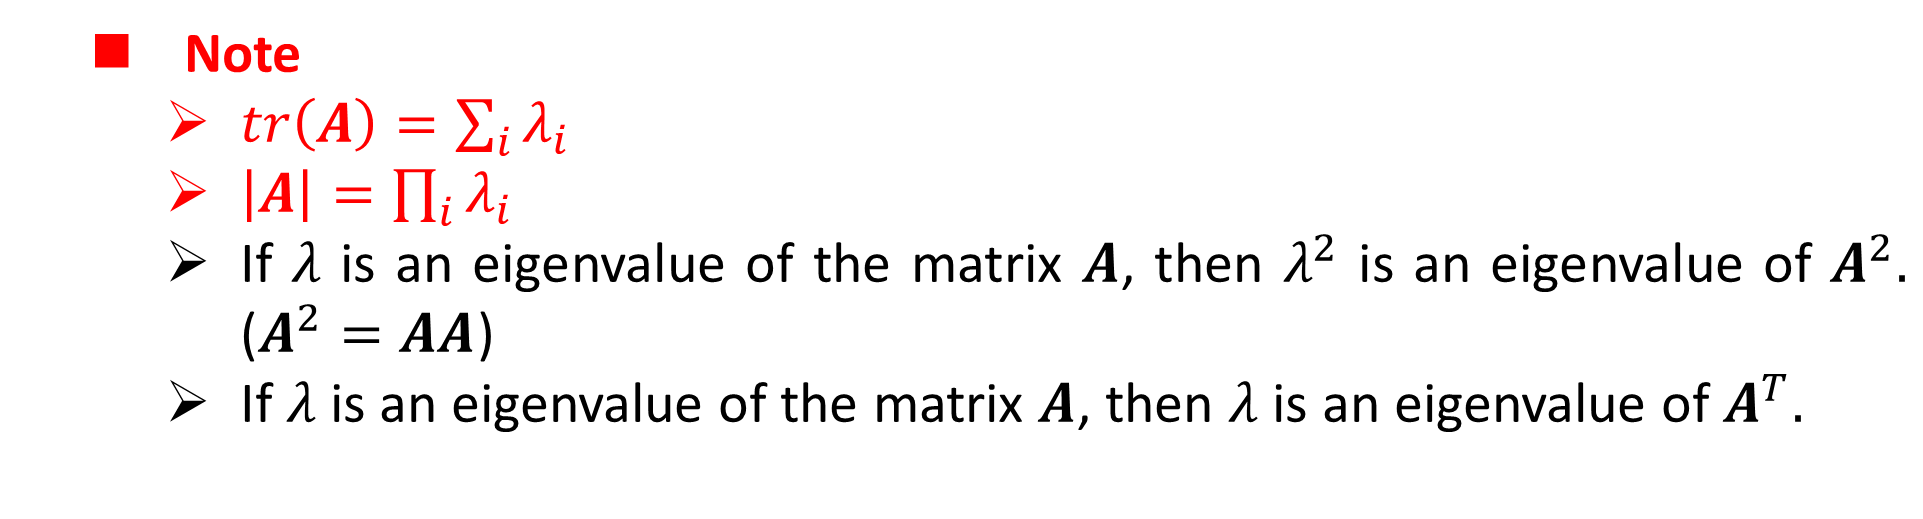 ■ Note
➢ 𝑡𝑟(𝑨) = ∑ᵢ 𝜆ᵢ
➢ |𝑨| = ∏ᵢ 𝜆ᵢ
➢ If 𝜆 is an eigenvalue of the matrix 𝑨, then 𝜆² is an eigenvalue of 𝑨².
(𝑨² = 𝑨𝑨)
➢ If 𝜆 is an eigenvalue of the matrix 𝑨, then 𝜆 is an eigenvalue of 𝑨ᵀ.